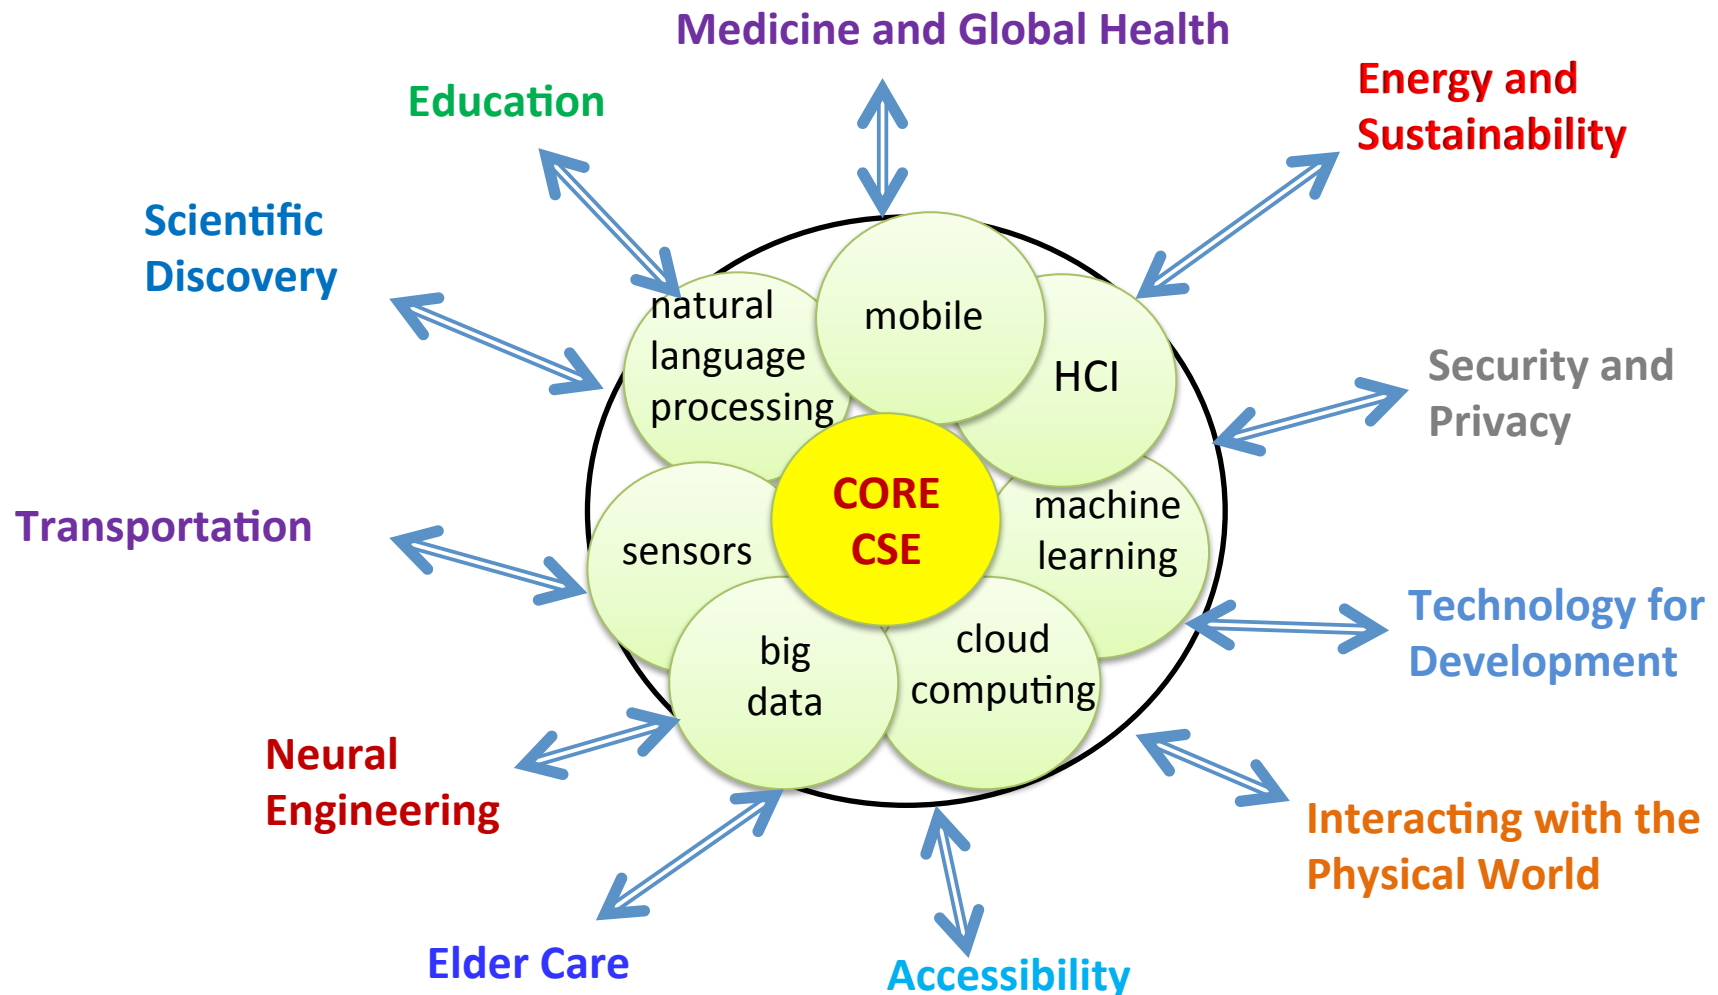 Medicine and Global Health
Education
Energy and
Sustainability
Scientific
Discovery
natural
language
processing
mobile
HCI
Security and
Privacy
CORE
CSE
machine
learning
Transportation
sensors
Technology for
Development
big
data
cloud
computing
Neural
Engineering
Interacting with the
Physical World
Elder Care
Accessibility